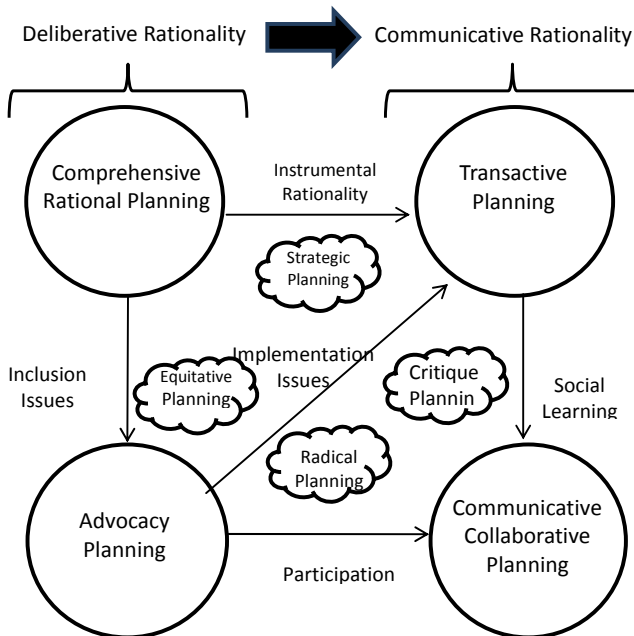 Deliberative Rationality
Communicative Rationality
Comprehensive
Rational Planning
Instrumental
Rationality
Transactive
Planning
Strategic
Planning
Inclusion
Issues
Equitative
Planning
Implementation
Issues
Critique
Plannin
Social
Learning
Radical
Planning
Advocacy
Planning
Participation
Communicative
Collaborative
Planning